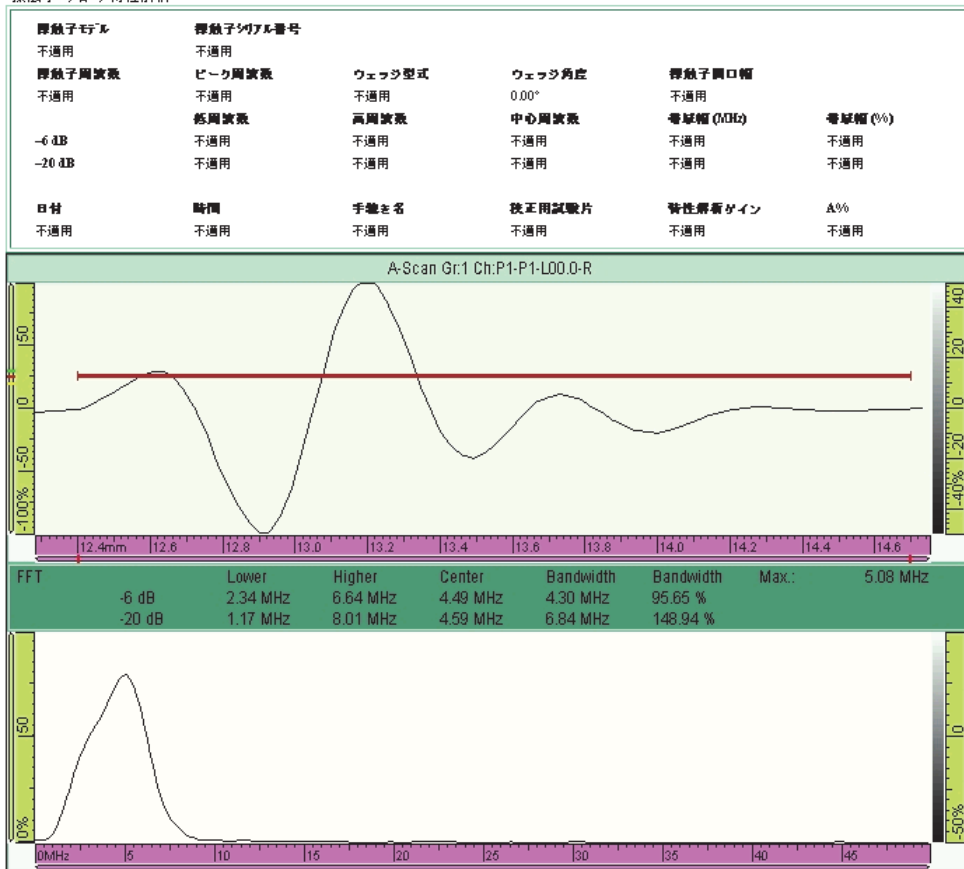 探触子モデル 探触子シリアル番号
不適用 不適用
探触子周波数 ピーク周波数 ウェッジ型式 ウェッジ角度 探触子開口幅
不適用 不適用 不適用 0.00° 不適用
低周波数 高周波数 中心周波数 帯域幅 (MHz) 帯域幅 (%)
–6 dB 不適用 不適用 不適用 不適用 不適用
–20 dB 不適用 不適用 不適用 不適用 不適用
日付 時間 手続き名 校正用試験片 特性解析ゲイン A%
不適用 不適用 不適用 不適用 不適用 不適用
A-Scan Gr:1 Ch:P1-P1-L00.0-R
50 0 -50 -100%
40 20 0 -20 -40%
12.4mm 12.6 12.8 13.0 13.2 13.4 13.6 13.8 14.0 14.2 14.4 14.6
FFT Lower Higher Center Bandwidth Bandwidth Max.: 5.08 MHz
-6 dB 2.34 MHz 6.64 MHz 4.49 MHz 4.30 MHz 95.65 %
-20 dB 1.17 MHz 8.01 MHz 4.59 MHz 6.84 MHz 148.94 %
50 0%
0 -50%
0MHz 5 10 15 20 25 30 35 40 45